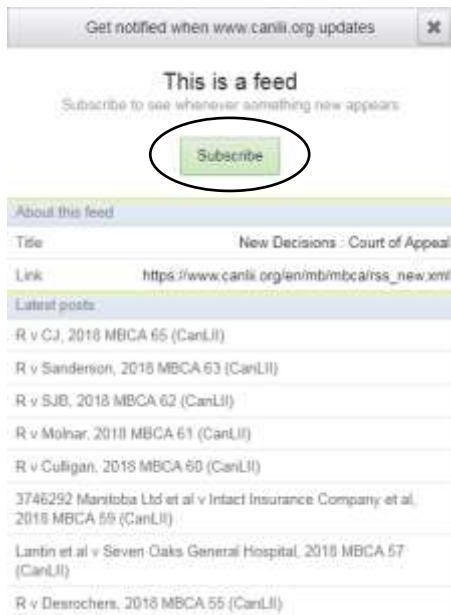 Get notified when www.canlii.org updates
This is a feed
Subscribe to see whenever something new appears
Subscribe
About this feed
Title New Decisions : Court of Appeal
Link https://www.canlii.org/en/mb/mbca/rss_new.xml
Latest posts
R v CJ, 2018 MBCA 65 (CanLII)
R v Sanderson, 2018 MBCA 63 (CanLII)
R v SJB, 2018 MBCA 62 (CanLII)
R v Molnar, 2018 MBCA 61 (CanLII)
R v Culligan, 2018 MBCA 60 (CanLII)
3746292 Manitoba Ltd et al v Intact Insurance Company et al,
2018 MBCA 59 (CanLII)
Lantin et al v Seven Oaks General Hospital, 2018 MBCA 57
(CanLII)
R v Desrochers, 2018 MBCA 55 (CanLII)